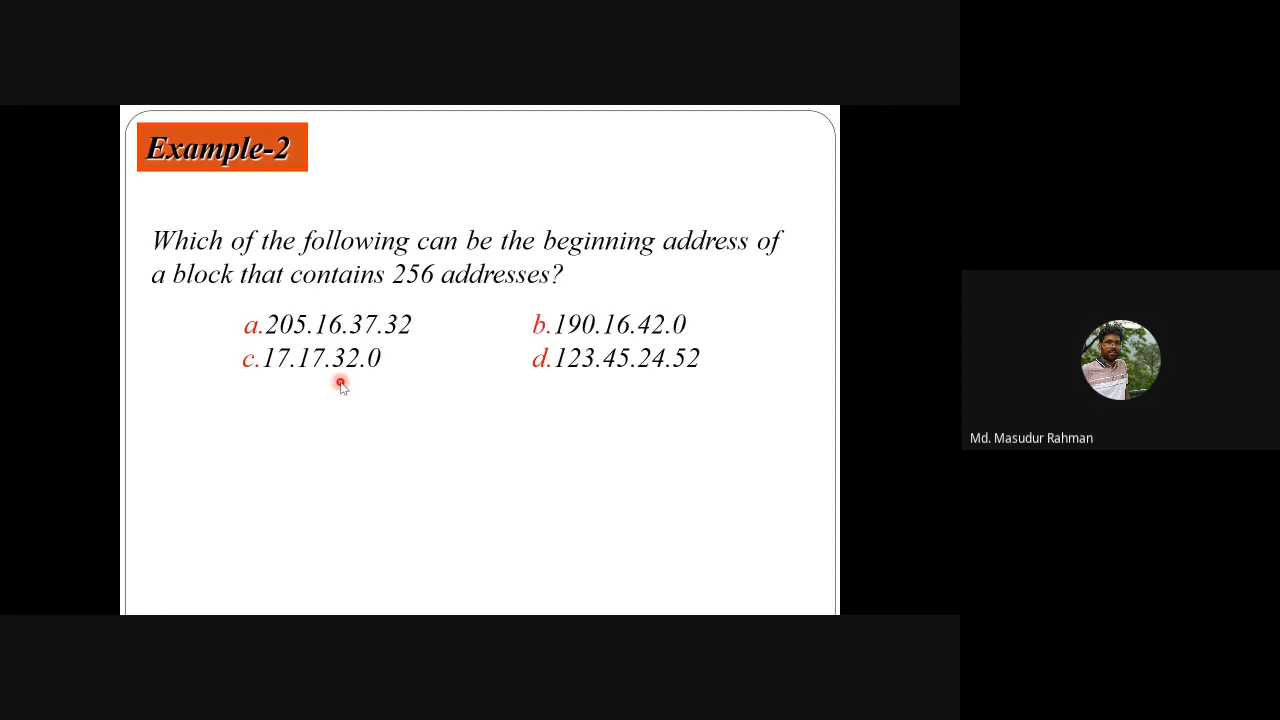 Example-2
Which of the following can be the beginning address of
a block that contains 256 addresses?
a.205.16.37.32 b.190.16.42.0
c.17.17.32.0 d.123.45.24.52
Md. Masudur Rahman